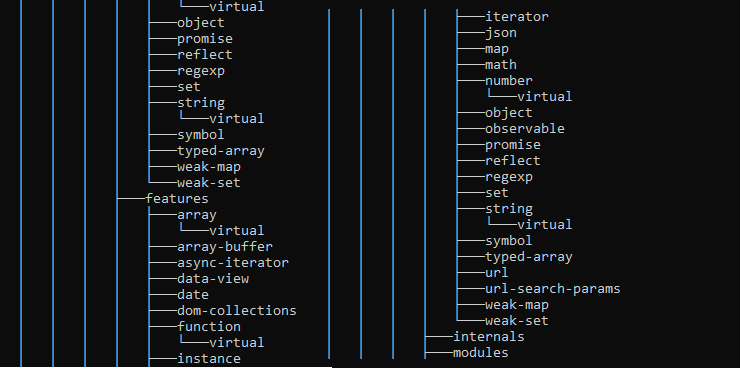 virtual
object
promise
reflect
regexp
set
string
virtual
symbol
typed-array
weak-map
weak-set
features
array
virtual
array-buffer
async-iterator
data-view
date
dom-collections
function
virtual
instance
iterator
json
map
math
number
virtual
object
observable
promise
reflect
regexp
set
string
virtual
symbol
typed-array
url
url-search-params
weak-map
weak-set
internals
modules